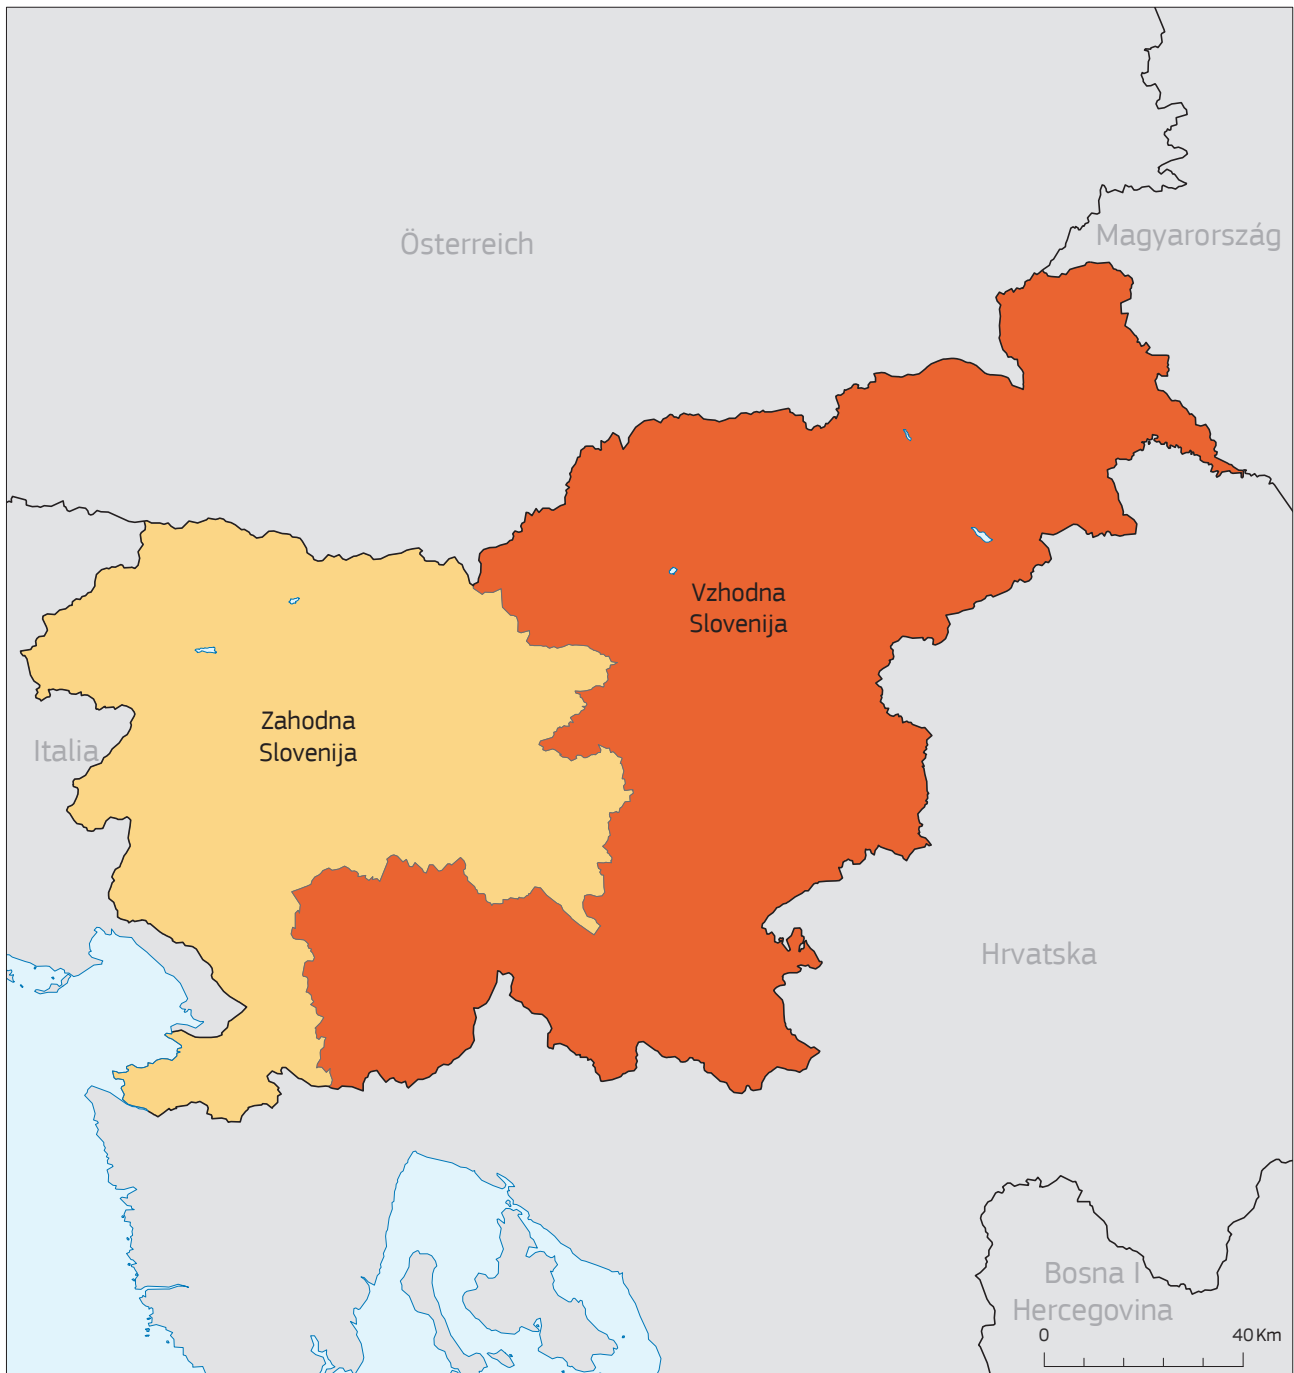 Österreich
Magyarország
Vzhodna
Slovenija
Zahodna
Slovenija
Italia
Hrvatska
Bosna I
Hercegovina
0 40 Km